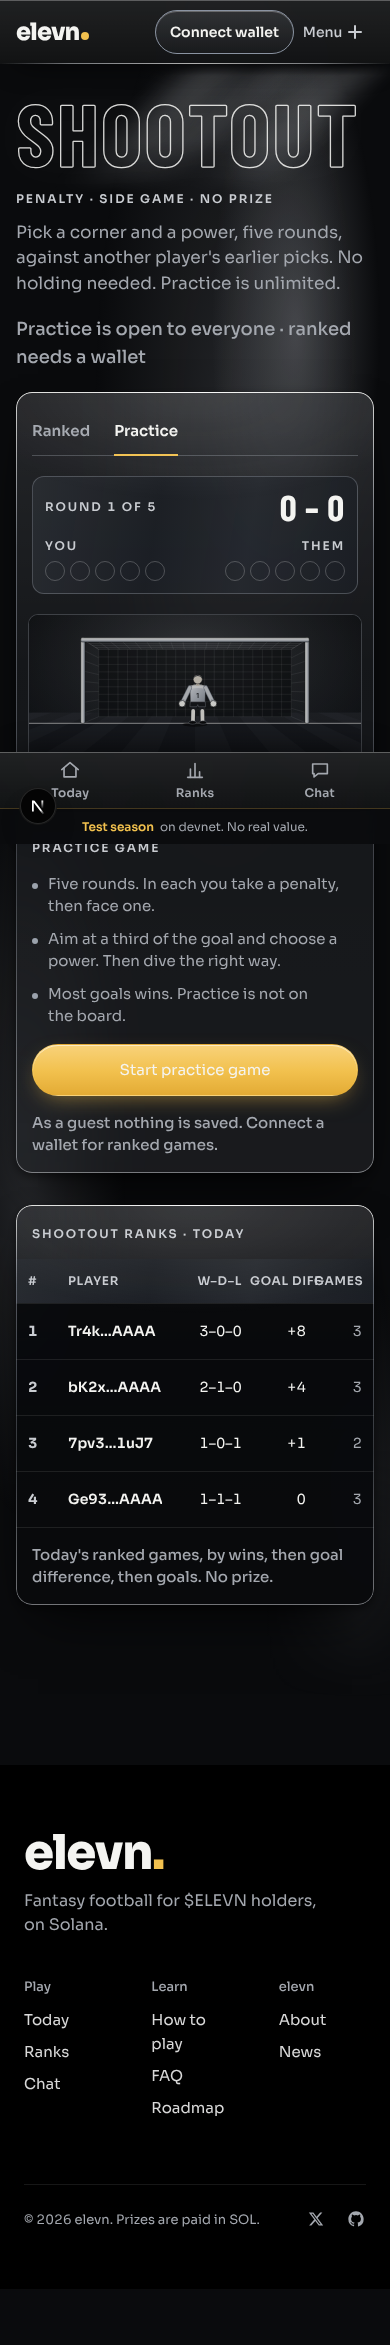 elevn.
Connect wallet
Menu
SHOOTOUT
PENALTY · SIDE GAME · NO PRIZE
Pick a corner and a power, five rounds,
against another player's earlier picks. No
holding needed. Practice is unlimited.
Practice is open to everyone · ranked
needs a wallet
Ranked Practice
ROUND 1 OF 5
0 – 0
YOU
THEM
1
Today
Ranks
Chat
N
Test season on devnet. No real value.
PRACTICE GAME
Five rounds. In each you take a penalty,
then face one.
Aim at a third of the goal and choose a
power. Then dive the right way.
Most goals wins. Practice is not on
the board.
Start practice game
As a guest nothing is saved. Connect a
wallet for ranked games.
SHOOTOUT RANKS · TODAY
# PLAYER W–D–L GOAL DIFF GAMES
1 Tr4k...AAAA 3–0–0 +8 3
2 bK2x...AAAA 2–1–0 +4 3
3 7pv3...1uJ7 1–0–1 +1 2
4 Ge93...AAAA 1–1–1 0 3
Today's ranked games, by wins, then goal
difference, then goals. No prize.
elevn.
Fantasy football for $ELEVN holders,
on Solana.
Play
Today
Ranks
Chat
Learn
How to
play
FAQ
Roadmap
elevn
About
News
© 2026 elevn. Prizes are paid in SOL.